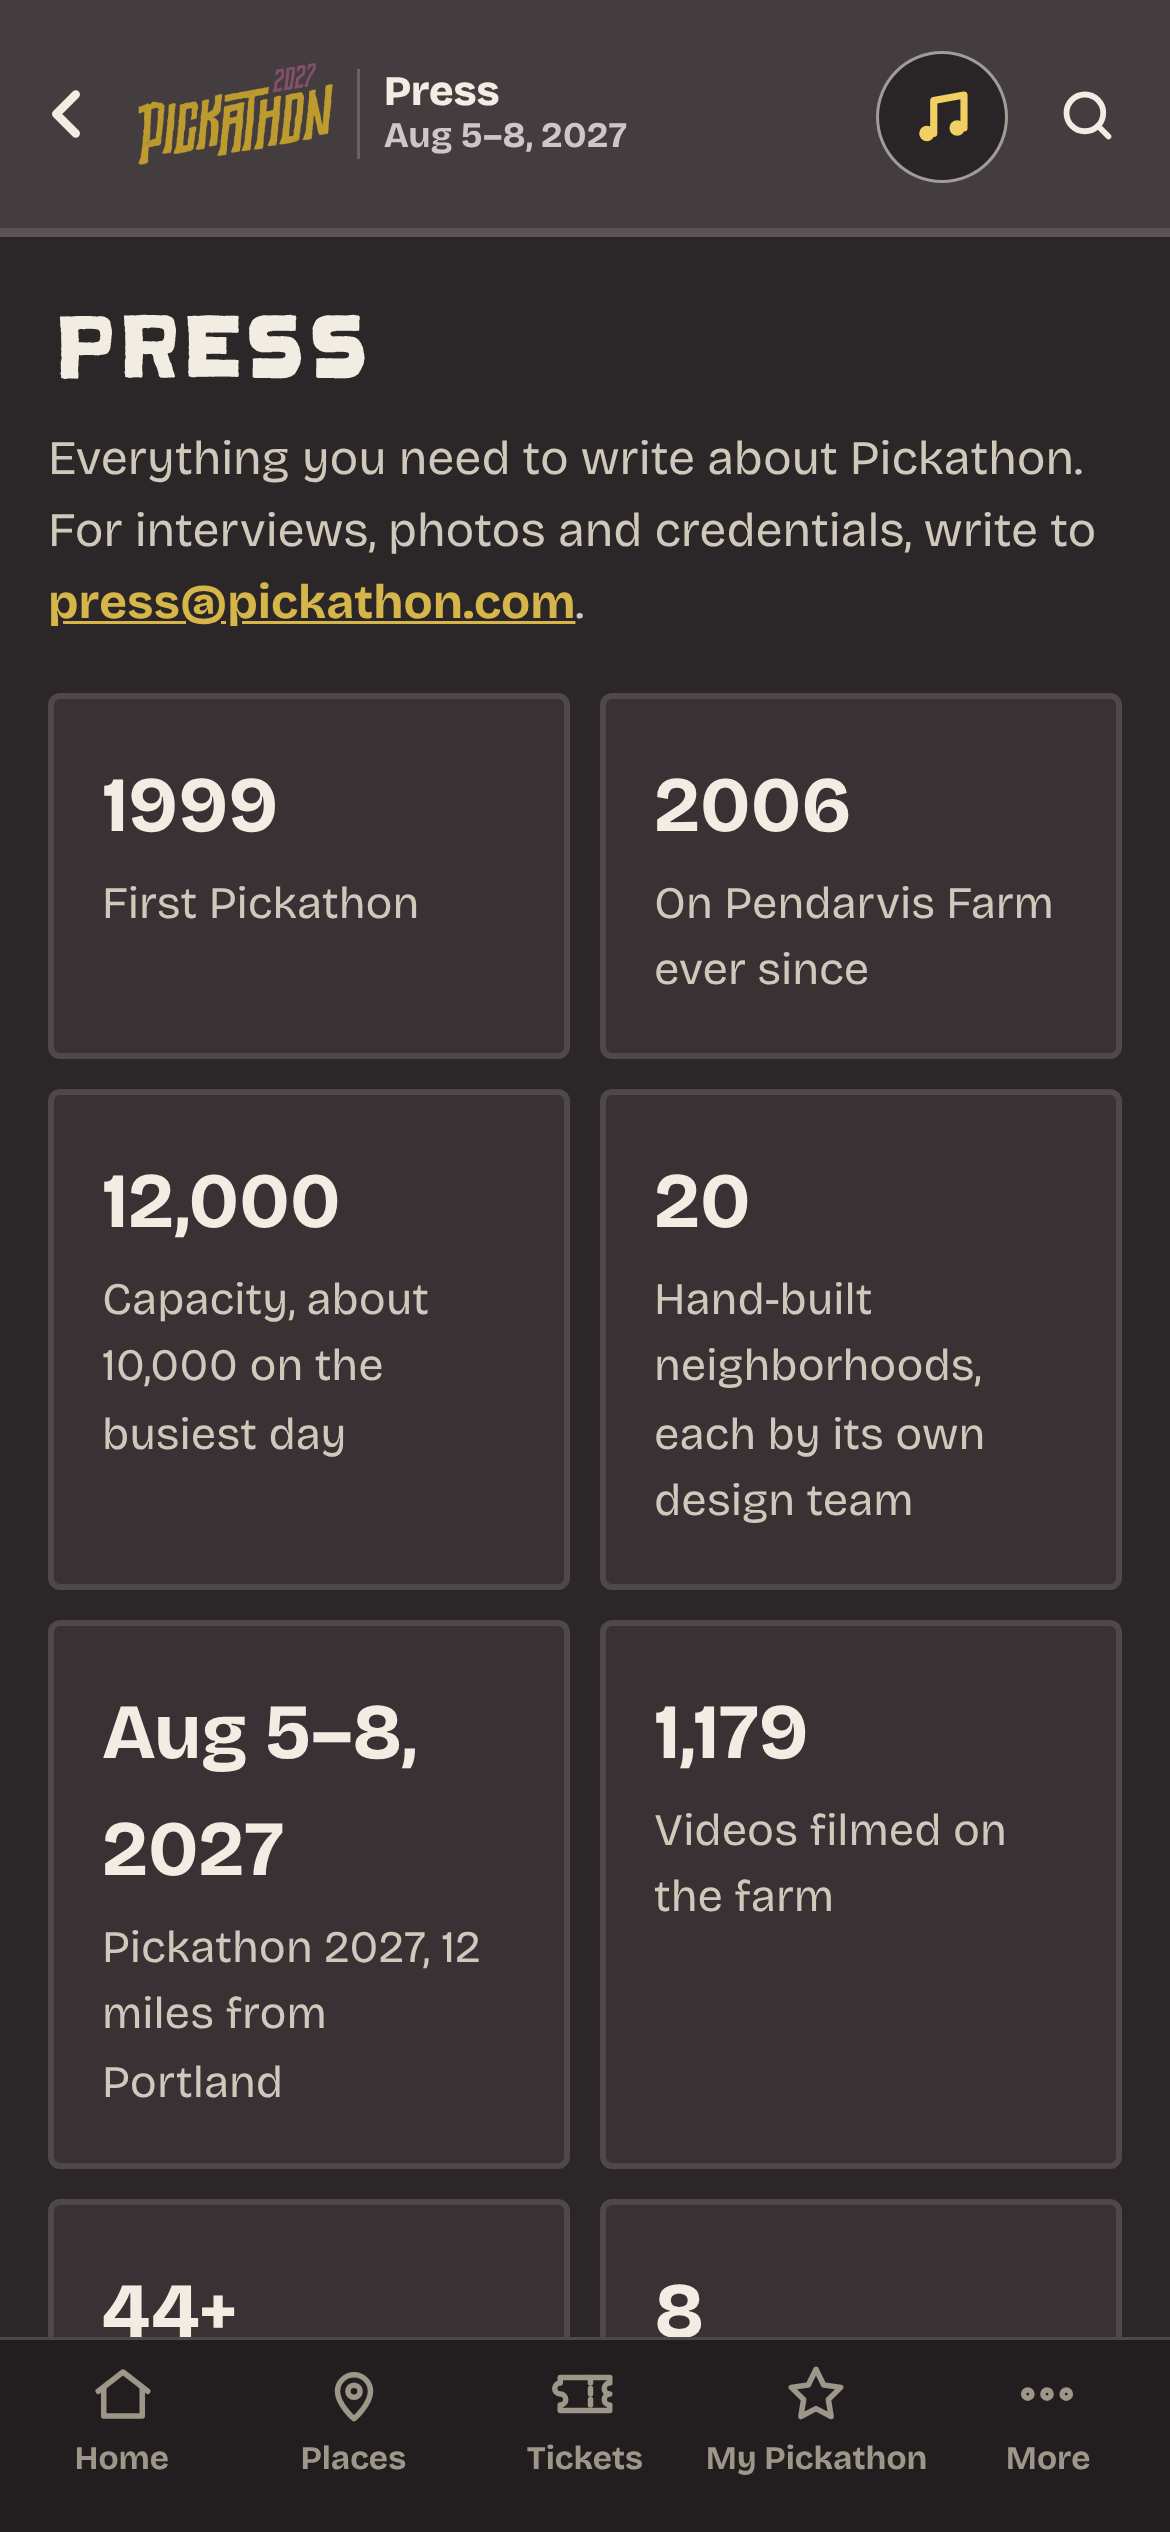 2027
PICKATHON
Press
Aug 5–8, 2027
PRESS
Everything you need to write about Pickathon.
For interviews, photos and credentials, write to
press@pickathon.com.
1999
First Pickathon
2006
On Pendarvis Farm
ever since
12,000
Capacity, about
10,000 on the
busiest day
20
Hand-built
neighborhoods,
each by its own
design team
Aug 5–8,
2027
Pickathon 2027, 12
miles from
Portland
1,179
Videos filmed on
the farm
44+
8
Home
Places
Tickets
My Pickathon
More